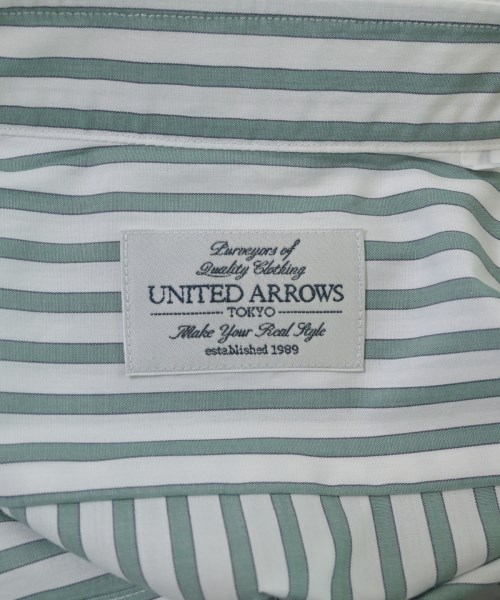 Purveyors of
Quality Clothing
UNITED ARROWS
TOKYO
Make Your Real Style
established 1989